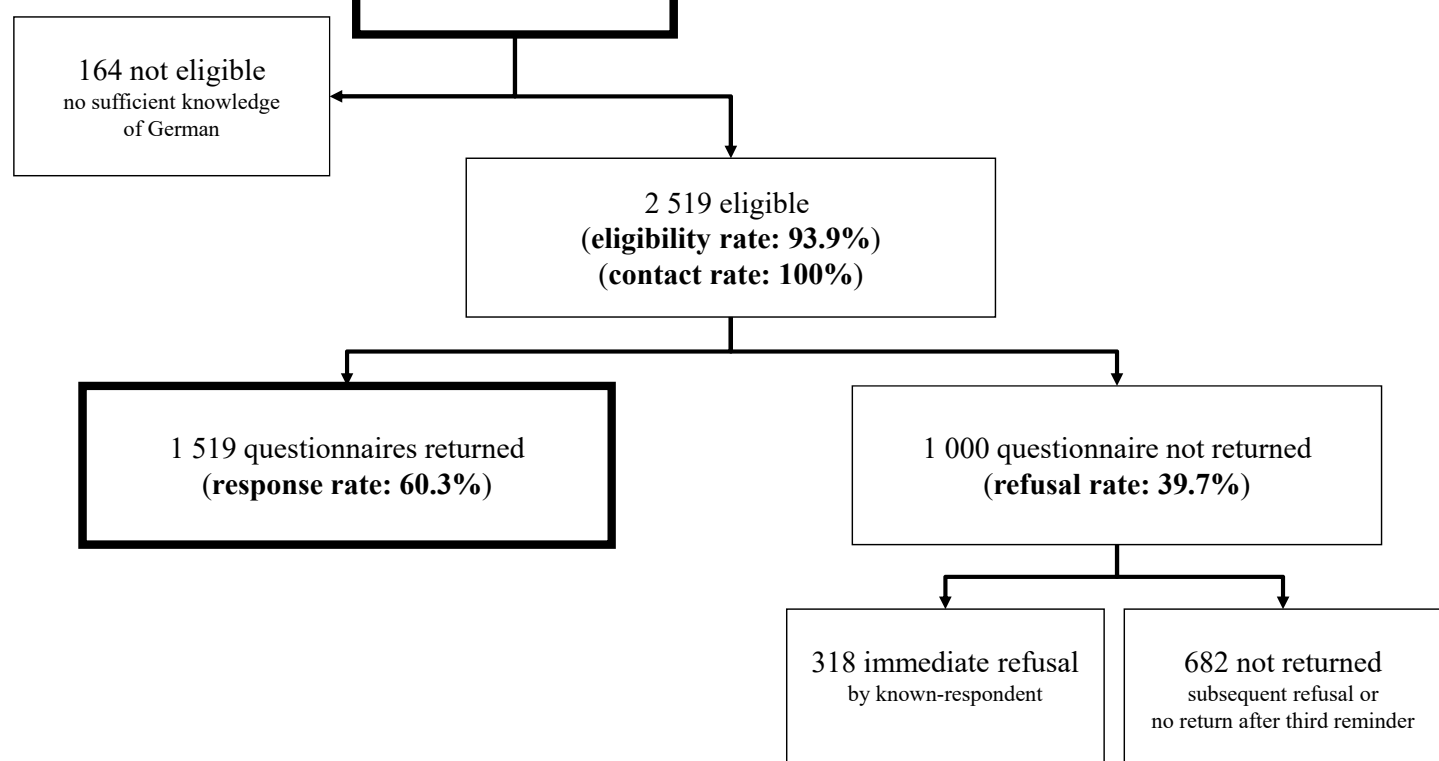 164 not eligible
no sufficient knowledge
of German
2 519 eligible
(eligibility rate: 93.9%)
(contact rate: 100%)
1 519 questionnaires returned
(response rate: 60.3%)
1 000 questionnaire not returned
(refusal rate: 39.7%)
318 immediate refusal
by known-respondent
682 not returned
subsequent refusal or
no return after third reminder